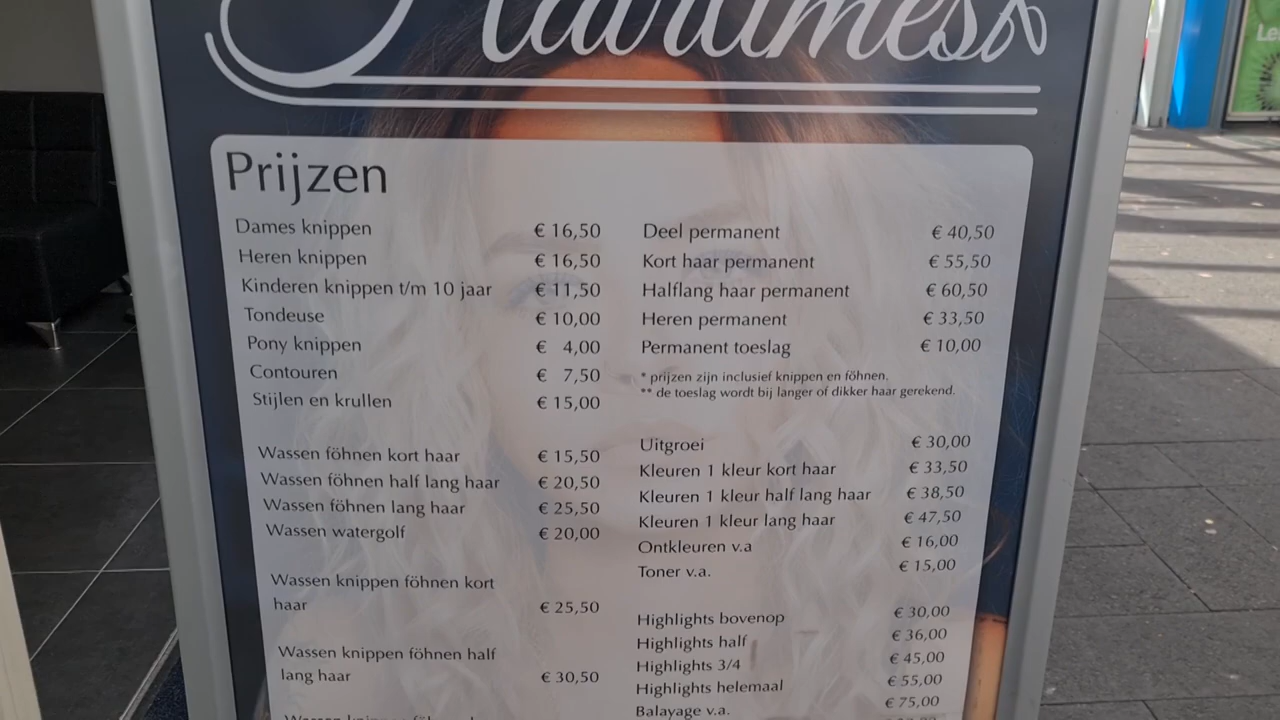 Prijzen
Dames knippen € 16,50
Heren knippen € 16,50
Kinderen knippen t/m 10 jaar € 11,50
Tondeuse € 10,00
Pony knippen € 4,00
Contouren € 7,50
Stijlen en krullen € 15,00
Wassen föhnen kort haar € 15,50
Wassen föhnen half lang haar € 20,50
Wassen föhnen lang haar € 25,50
Wassen watergolf € 20,00
Wassen knippen föhnen kort
haar € 25,50
Wassen knippen föhnen half
lang haar € 30,50
Deel permanent € 40,50
Kort haar permanent € 55,50
Halflang haar permanent € 60,50
Heren permanent € 33,50
Permanent toeslag € 10,00
* prijzen zijn inclusief knippen en föhnen.
** de toeslag wordt bij langer of dikker haar gerekend.
Uitgroei € 30,00
Kleuren 1 kleur kort haar € 33,50
Kleuren 1 kleur half lang haar € 38,50
Kleuren 1 kleur lang haar € 47,50
Ontkleuren v.a € 16,00
Toner v.a. € 15,00
Highlights bovenop € 30,00
Highlights half € 36,00
Highlights 3/4 € 45,00
Highlights helemaal € 55,00
Balayage v.a. € 75,00